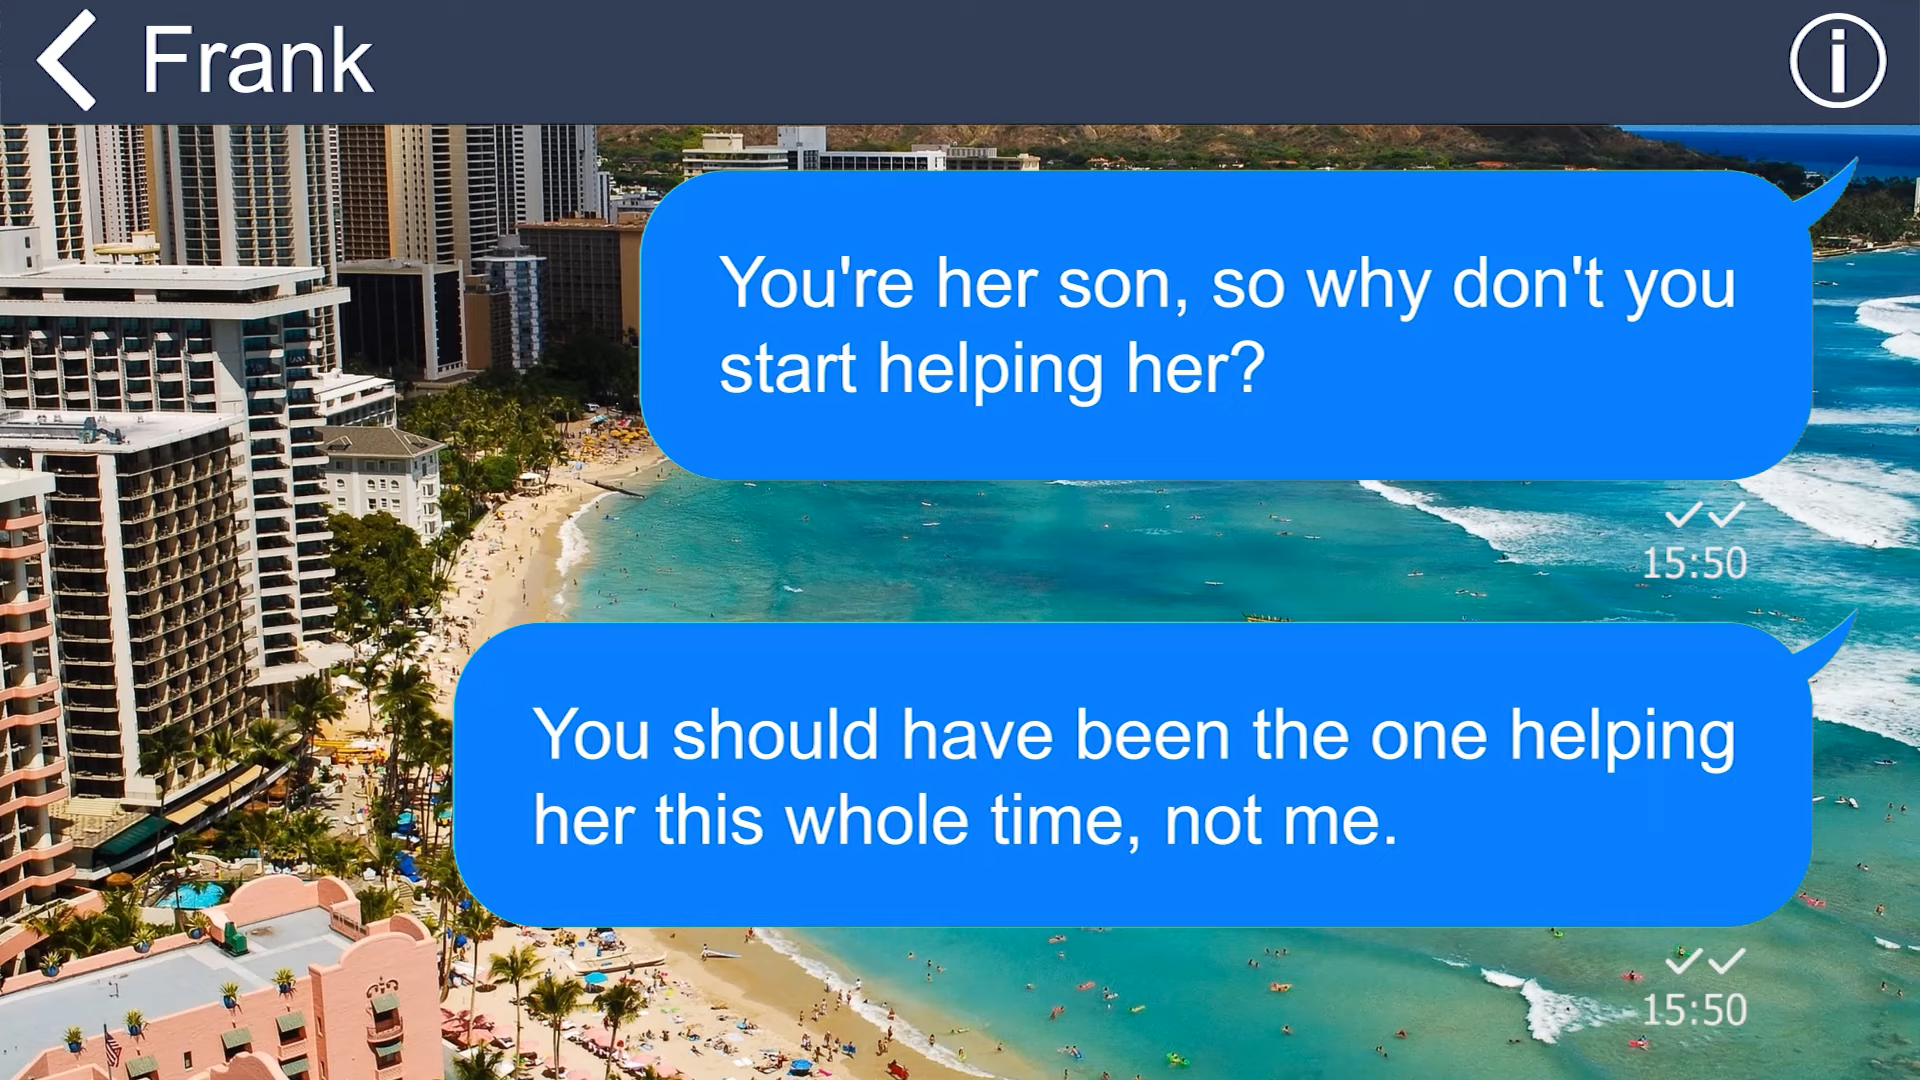 Frank
You're her son, so why don't you
start helping her?
15:50
You should have been the one helping
her this whole time, not me.
15:50